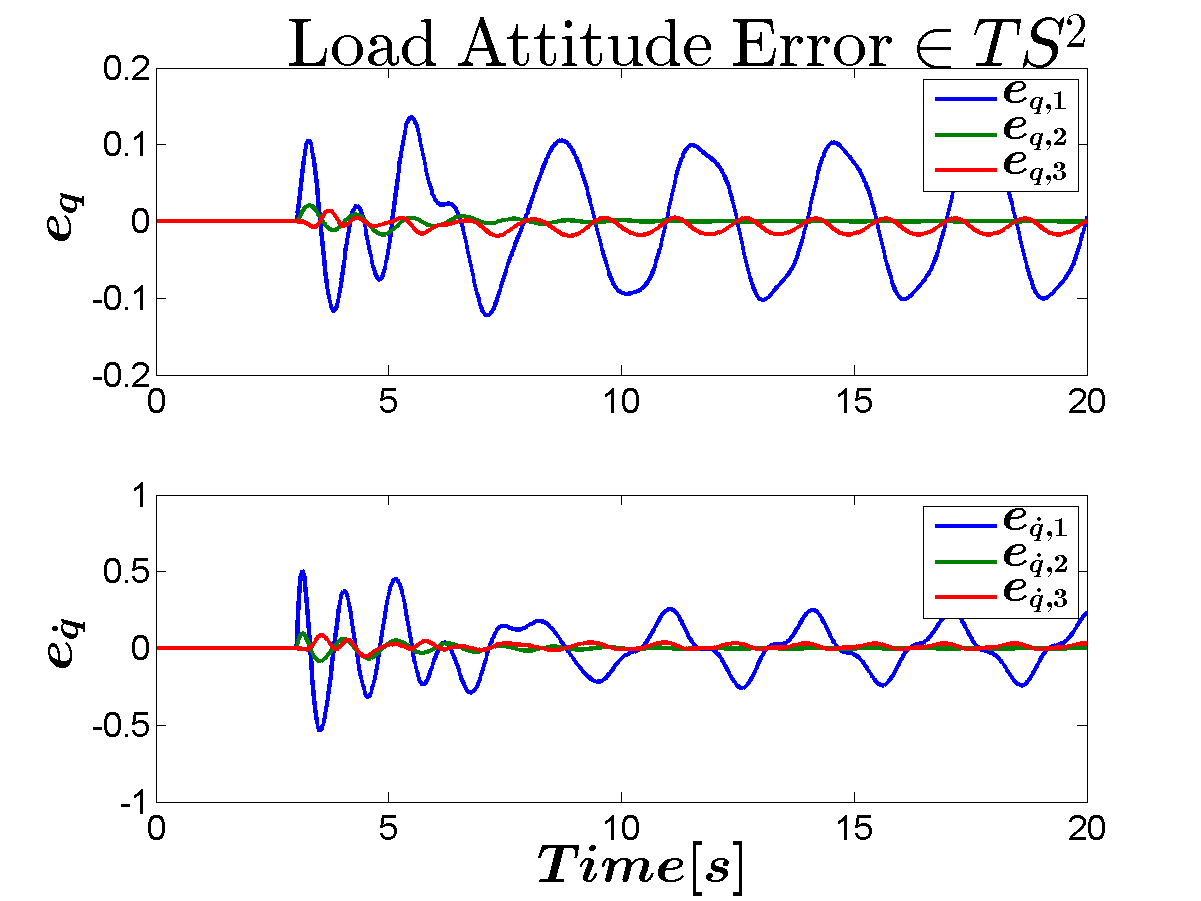 Load Attitude Error ∈ TS²
0.2
0.1
0
-0.1
-0.2
e_q
e_{q,1}
e_{q,2}
e_{q,3}
0 5 10 15 20
1
0.5
0
-0.5
-1
e_{q̇}
e_{q̇,1}
e_{q̇,2}
e_{q̇,3}
0 5 10 15 20
Time[s]